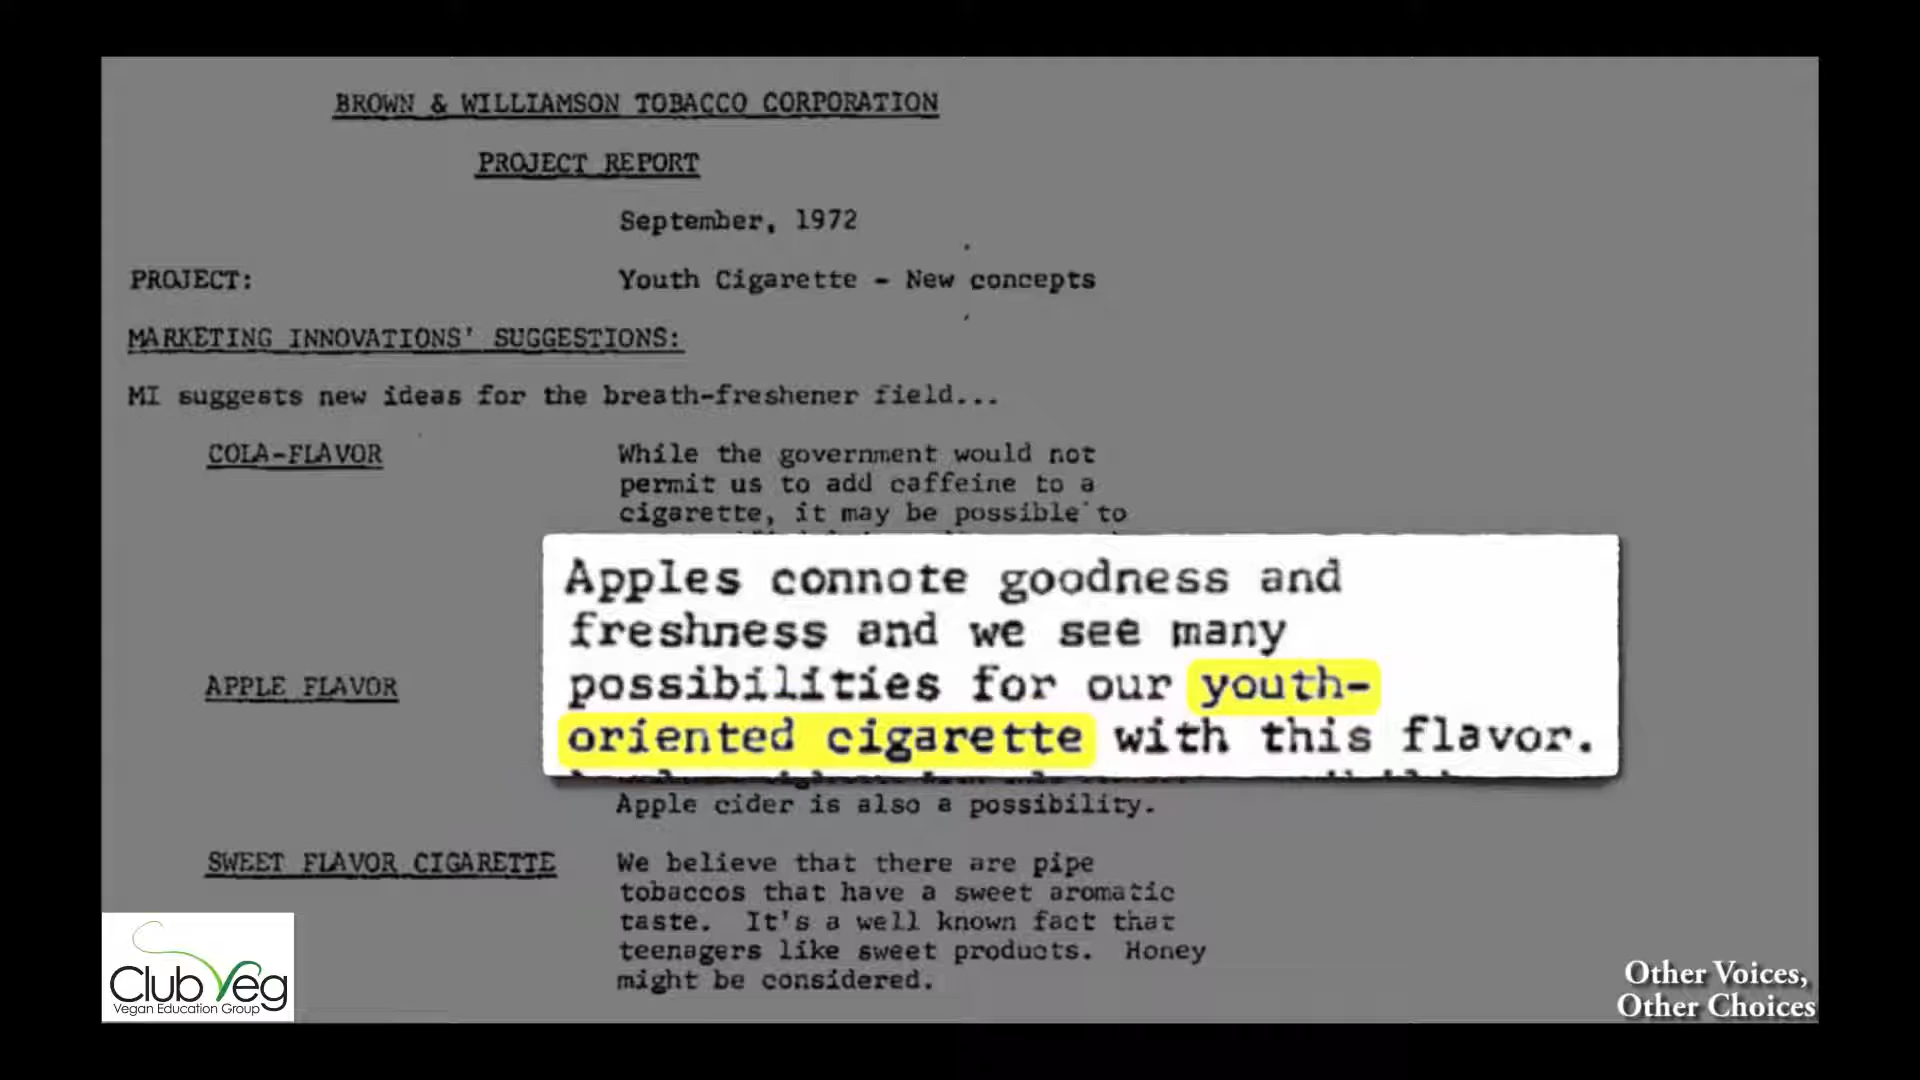 BROWN & WILLIAMSON TOBACCO CORPORATION
PROJECT REPORT
September, 1972
PROJECT: Youth Cigarette - New concepts
MARKETING INNOVATIONS' SUGGESTIONS:
MI suggests new ideas for the breath-freshener field...
COLA-FLAVOR While the government would not
permit us to add caffeine to a
cigarette, it may be possible to
Apples connote goodness and
freshness and we see many
possibilities for our youth-
oriented cigarette with this flavor.
APPLE FLAVOR
Apple cider is also a possibility.
SWEET FLAVOR CIGARETTE We believe that there are pipe
tobaccos that have a sweet aromatic
taste. It's a well known fact that
teenagers like sweet products. Honey
might be considered.
Club Veg
Vegan Education Group
Other Voices,
Other Choices